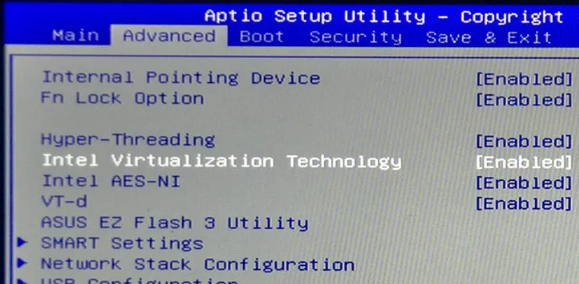 Aptio Setup Utility – Copyright
Main Advanced Boot Security Save & Exit
Internal Pointing Device [Enabled]
Fn Lock Option [Enabled]
Hyper-Threading [Enabled]
Intel Virtualization Technology [Enabled]
Intel AES-NI [Enabled]
VT-d [Enabled]
ASUS EZ Flash 3 Utility
SMART Settings
Network Stack Configuration
USB Configuration